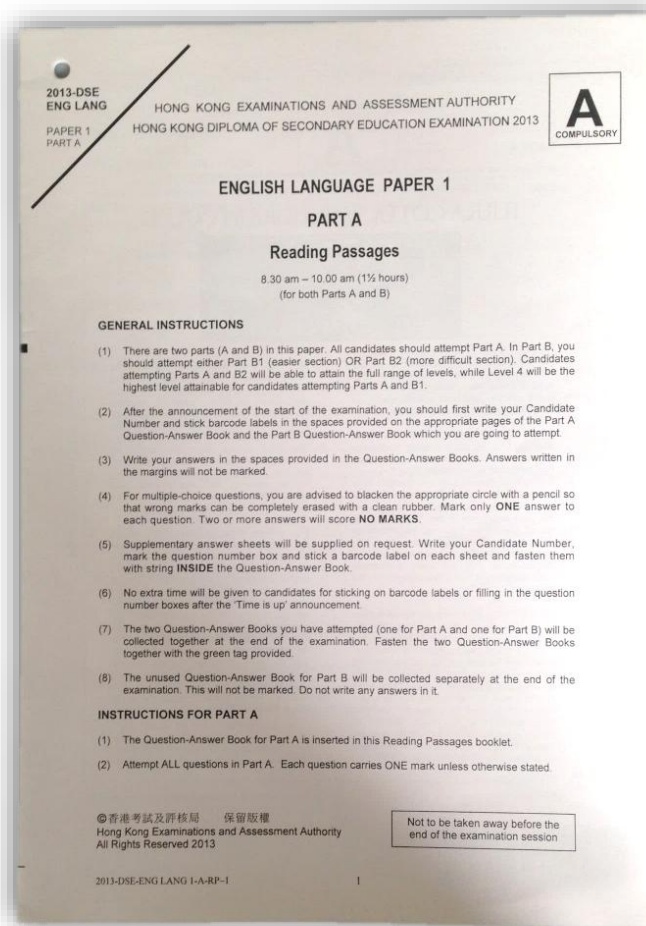 2013-DSE
ENG LANG
PAPER 1
PART A
HONG KONG EXAMINATIONS AND ASSESSMENT AUTHORITY
HONG KONG DIPLOMA OF SECONDARY EDUCATION EXAMINATION 2013
A
COMPULSORY
ENGLISH LANGUAGE PAPER 1
PART A
Reading Passages
8.30 am – 10.00 am (1½ hours)
(for both Parts A and B)
GENERAL INSTRUCTIONS
(1) There are two parts (A and B) in this paper. All candidates should attempt Part A. In Part B, you
should attempt either Part B1 (easier section) OR Part B2 (more difficult section). Candidates
attempting Parts A and B2 will be able to attain the full range of levels, while Level 4 will be the
highest level attainable for candidates attempting Parts A and B1.
(2) After the announcement of the start of the examination, you should first write your Candidate
Number and stick barcode labels in the spaces provided on the appropriate pages of the Part A
Question-Answer Book and the Part B Question-Answer Book which you are going to attempt.
(3) Write your answers in the spaces provided in the Question-Answer Books. Answers written in
the margins will not be marked.
(4) For multiple-choice questions, you are advised to blacken the appropriate circle with a pencil so
that wrong marks can be completely erased with a clean rubber. Mark only ONE answer to
each question. Two or more answers will score NO MARKS.
(5) Supplementary answer sheets will be supplied on request. Write your Candidate Number,
mark the question number box and stick a barcode label on each sheet and fasten them
with string INSIDE the Question-Answer Book.
(6) No extra time will be given to candidates for sticking on barcode labels or filling in the question
number boxes after the 'Time is up' announcement.
(7) The two Question-Answer Books you have attempted (one for Part A and one for Part B) will be
collected together at the end of the examination. Fasten the two Question-Answer Books
together with the green tag provided.
(8) The unused Question-Answer Book for Part B will be collected separately at the end of the
examination. This will not be marked. Do not write any answers in it.
INSTRUCTIONS FOR PART A
(1) The Question-Answer Book for Part A is inserted in this Reading Passages booklet.
(2) Attempt ALL questions in Part A. Each question carries ONE mark unless otherwise stated.
©香港考試及評核局 保留版權
Hong Kong Examinations and Assessment Authority
All Rights Reserved 2013
Not to be taken away before the
end of the examination session
2013-DSE-ENG LANG 1-A-RP–1
1